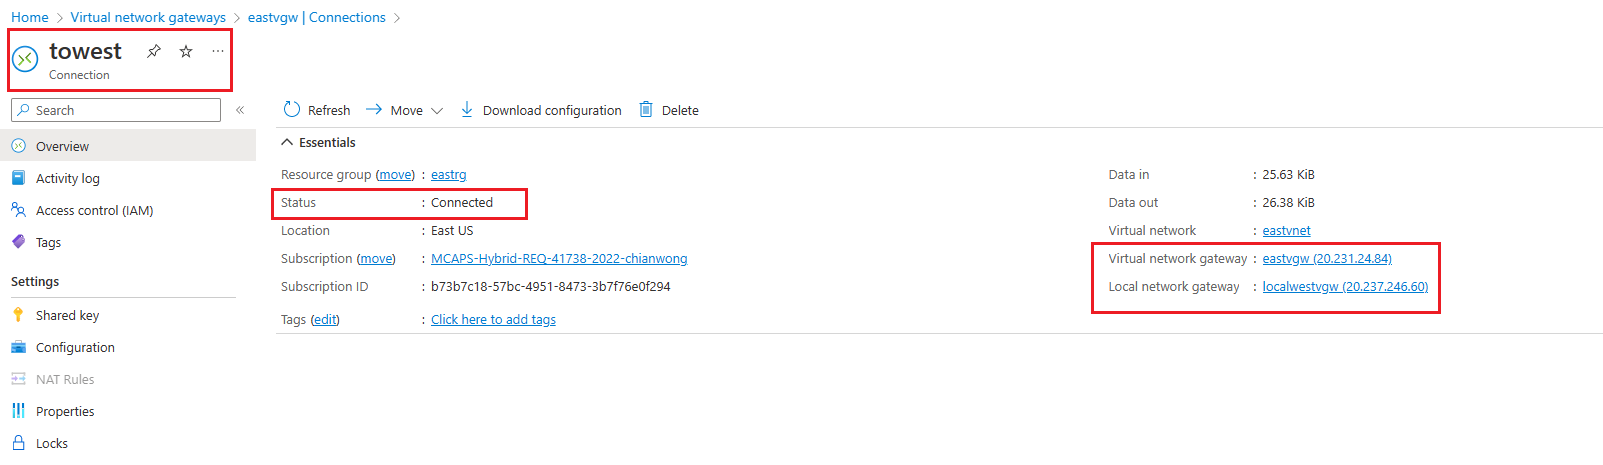 Home > Virtual network gateways > eastvgw | Connections >
towest
Connection
Search
«
Refresh Move Download configuration Delete
Overview
Activity log
Access control (IAM)
Tags
Settings
Shared key
Configuration
NAT Rules
Properties
Locks
Essentials
Resource group (move) : eastrg
Status : Connected
Location : East US
Subscription (move) : MCAPS-Hybrid-REQ-41738-2022-chianwong
Subscription ID : b73b7c18-57bc-4951-8473-3b7f76e0f294
Tags (edit) : Click here to add tags
Data in : 25.63 KiB
Data out : 26.38 KiB
Virtual network : eastvnet
Virtual network gateway : eastvgw (20.231.24.84)
Local network gateway : localwestvgw (20.237.246.60)